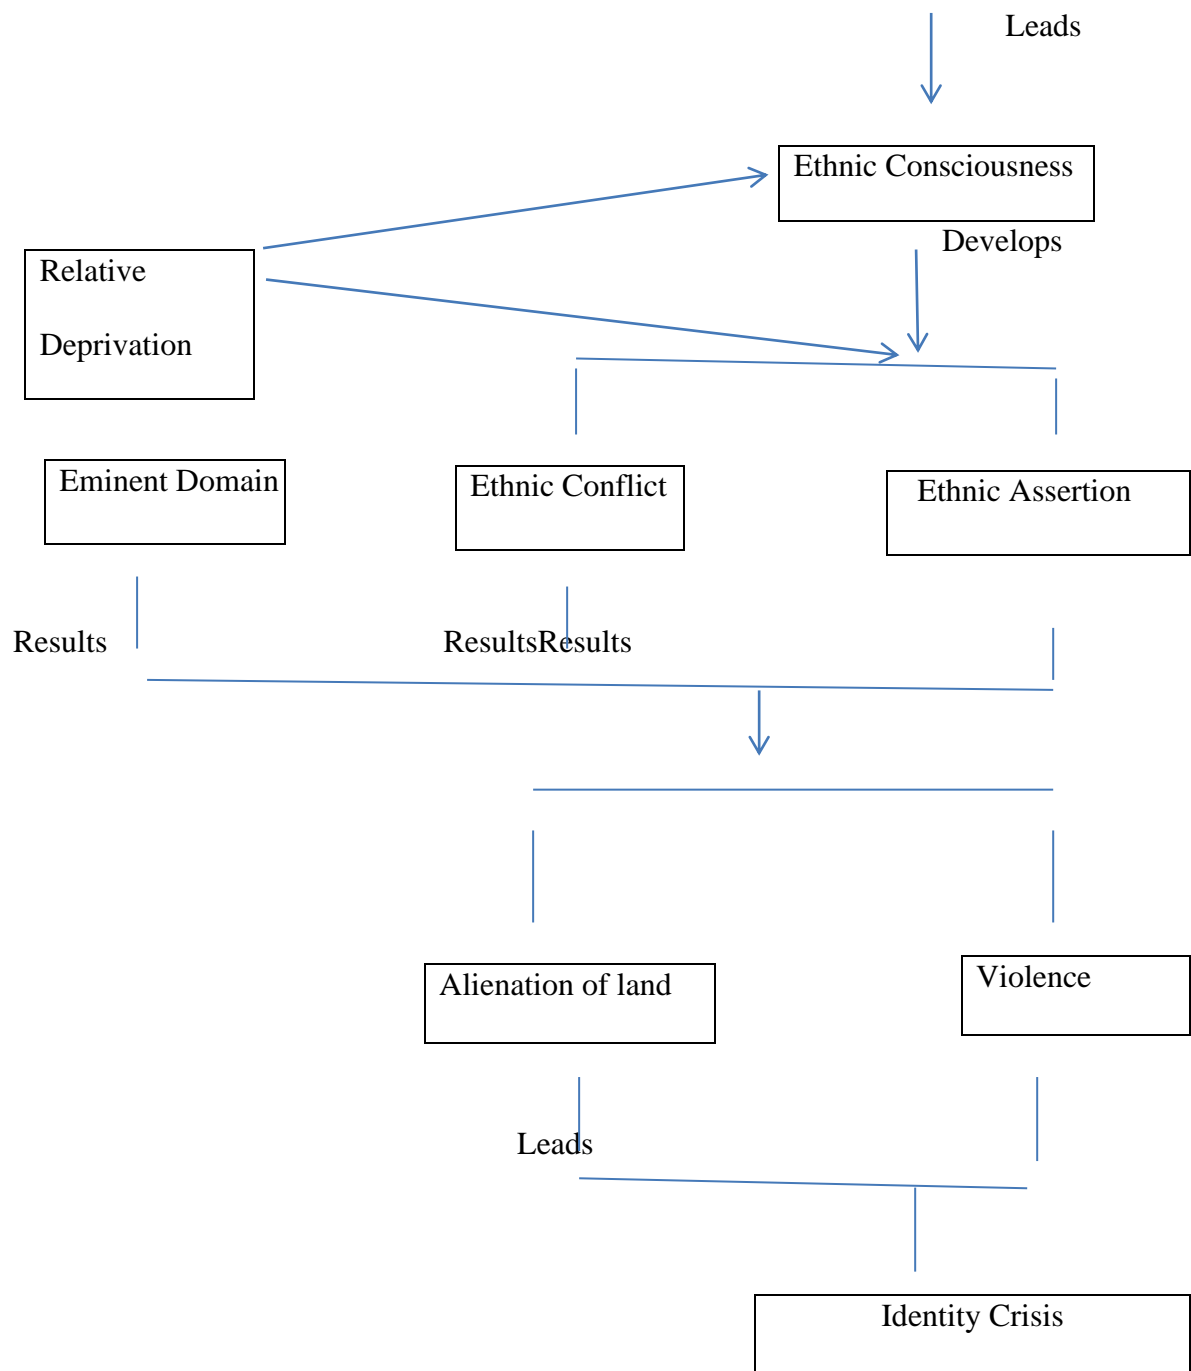 Leads
Ethnic Consciousness
Develops
Relative
Deprivation
Eminent Domain
Ethnic Conflict
Ethnic Assertion
Results
ResultsResults
Alienation of land
Violence
Leads
Identity Crisis